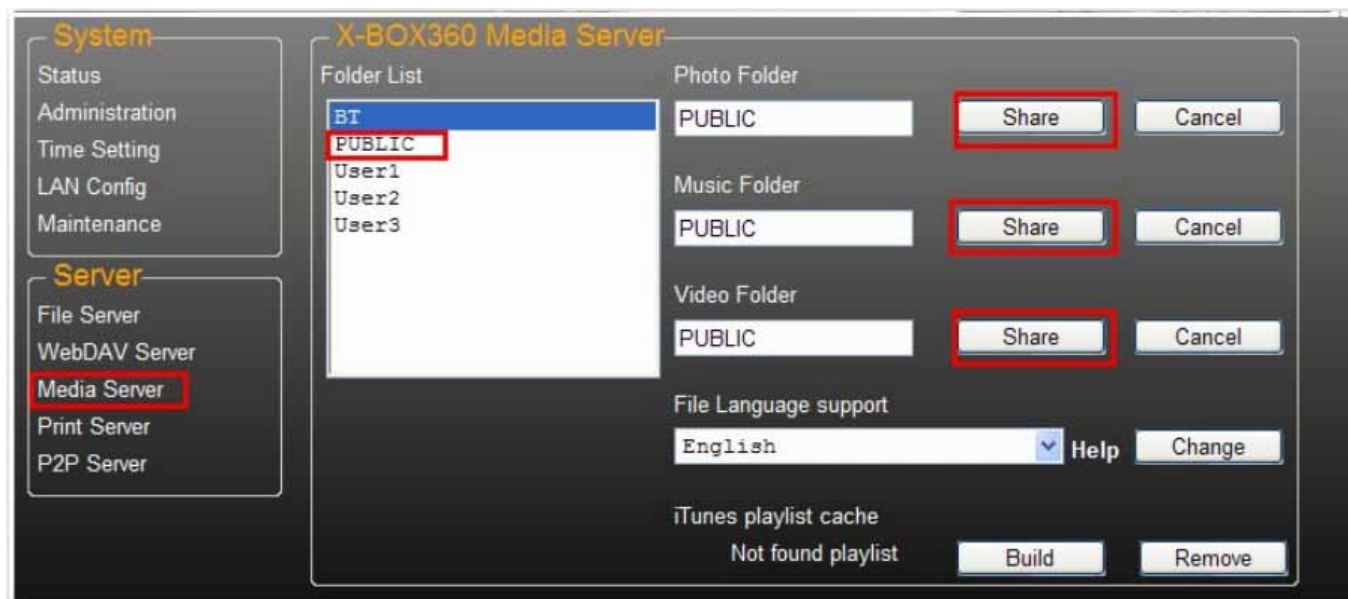 System
Status
Administration
Time Setting
LAN Config
Maintenance
Server
File Server
WebDAV Server
Media Server
Print Server
P2P Server
X-BOX360 Media Server
Folder List
BT
PUBLIC
User1
User2
User3
Photo Folder
PUBLIC Share Cancel
Music Folder
PUBLIC Share Cancel
Video Folder
PUBLIC Share Cancel
File Language support
English Help Change
iTunes playlist cache
Not found playlist Build Remove